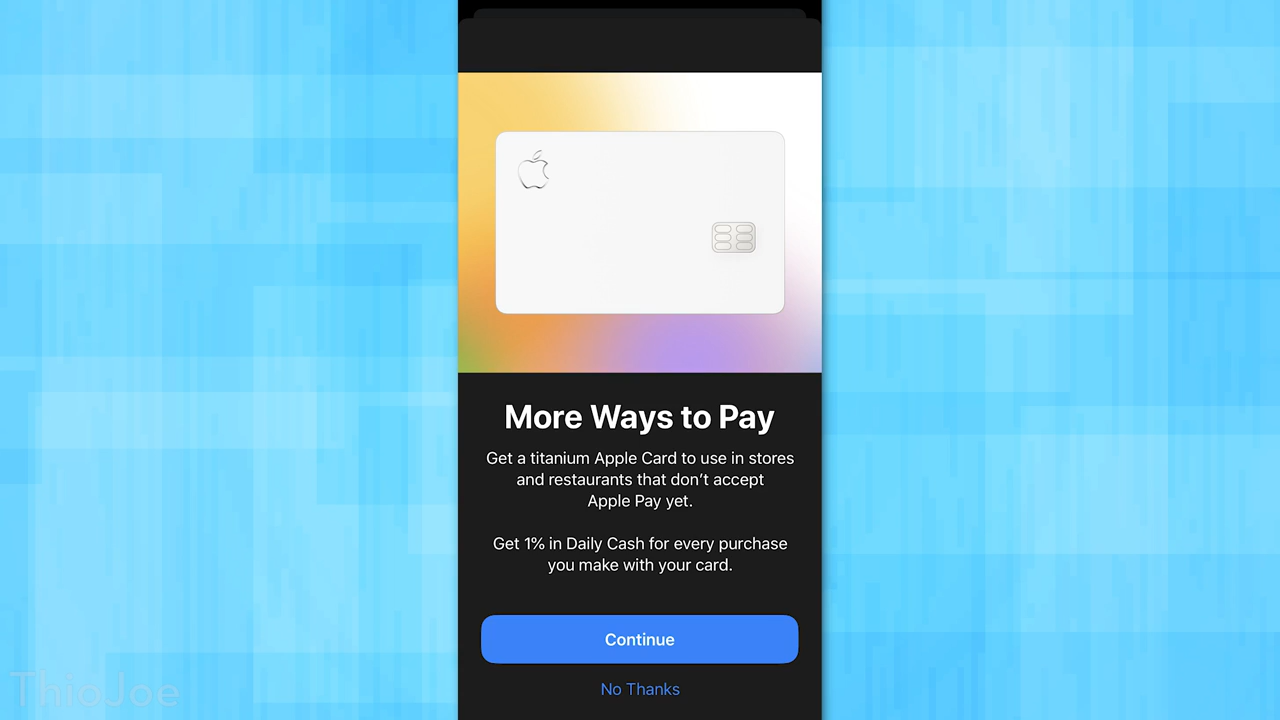 More Ways to Pay
Get a titanium Apple Card to use in stores
and restaurants that don’t accept
Apple Pay yet.
Get 1% in Daily Cash for every purchase
you make with your card.
Continue
No Thanks
ThioJoe